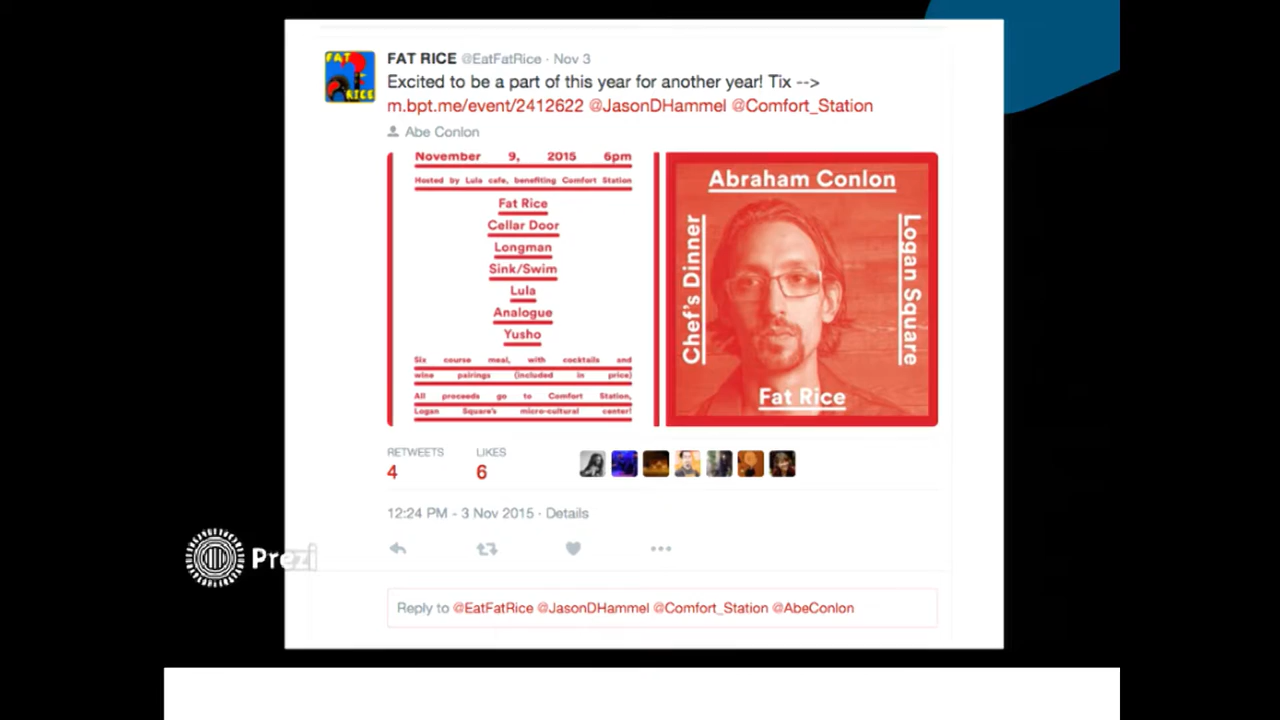 FAT RICE @EatFatRice · Nov 3
Excited to be a part of this year for another year! Tix -->
m.bpt.me/event/2412622 @JasonDHammel @Comfort_Station
Abe Conlon
FAT
RICE
November 9, 2015 6pm
Hosted by Lula cafe, benefiting Comfort Station
Fat Rice
Cellar Door
Longman
Sink/Swim
Lula
Analogue
Yusho
Six course meal, with cocktails and
wine pairings (included in price)
All proceeds go to Comfort Station,
Logan Square's micro-cultural center!
Abraham Conlon
Chef's Dinner
Logan Square
Fat Rice
RETWEETS
4
LIKES
6
12:24 PM - 3 Nov 2015 · Details
Reply to @EatFatRice @JasonDHammel @Comfort_Station @AbeConlon
Prezi